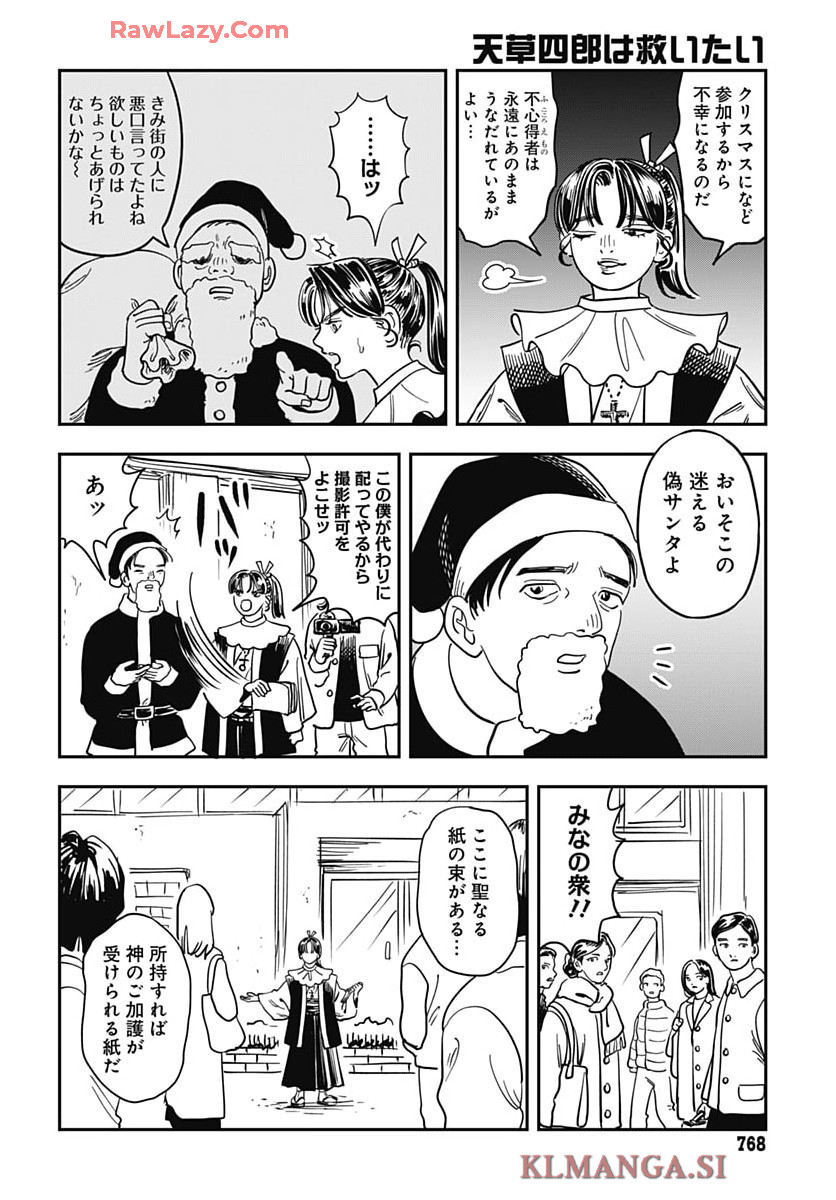 RawLazy.Com
天草四郎は救いたい
クリスマスになど
参加するから
不幸になるのだ
不心得者は
ふこころえもの
永遠にあのまま
うなだれているが
よい…
……はッ
きみ街の人に
悪口言ってたよね
欲しいものは
ちょっとあげられ
ないかな〜
おいそこの
迷える
偽サンタよ
この僕が代わりに
配ってやるから
撮影許可を
よこせッ
あッ
みなの衆!!
ここに聖なる
紙の束がある…
所持すれば
神のご加護が
受けられる紙だ
768
KLMANGA.SI